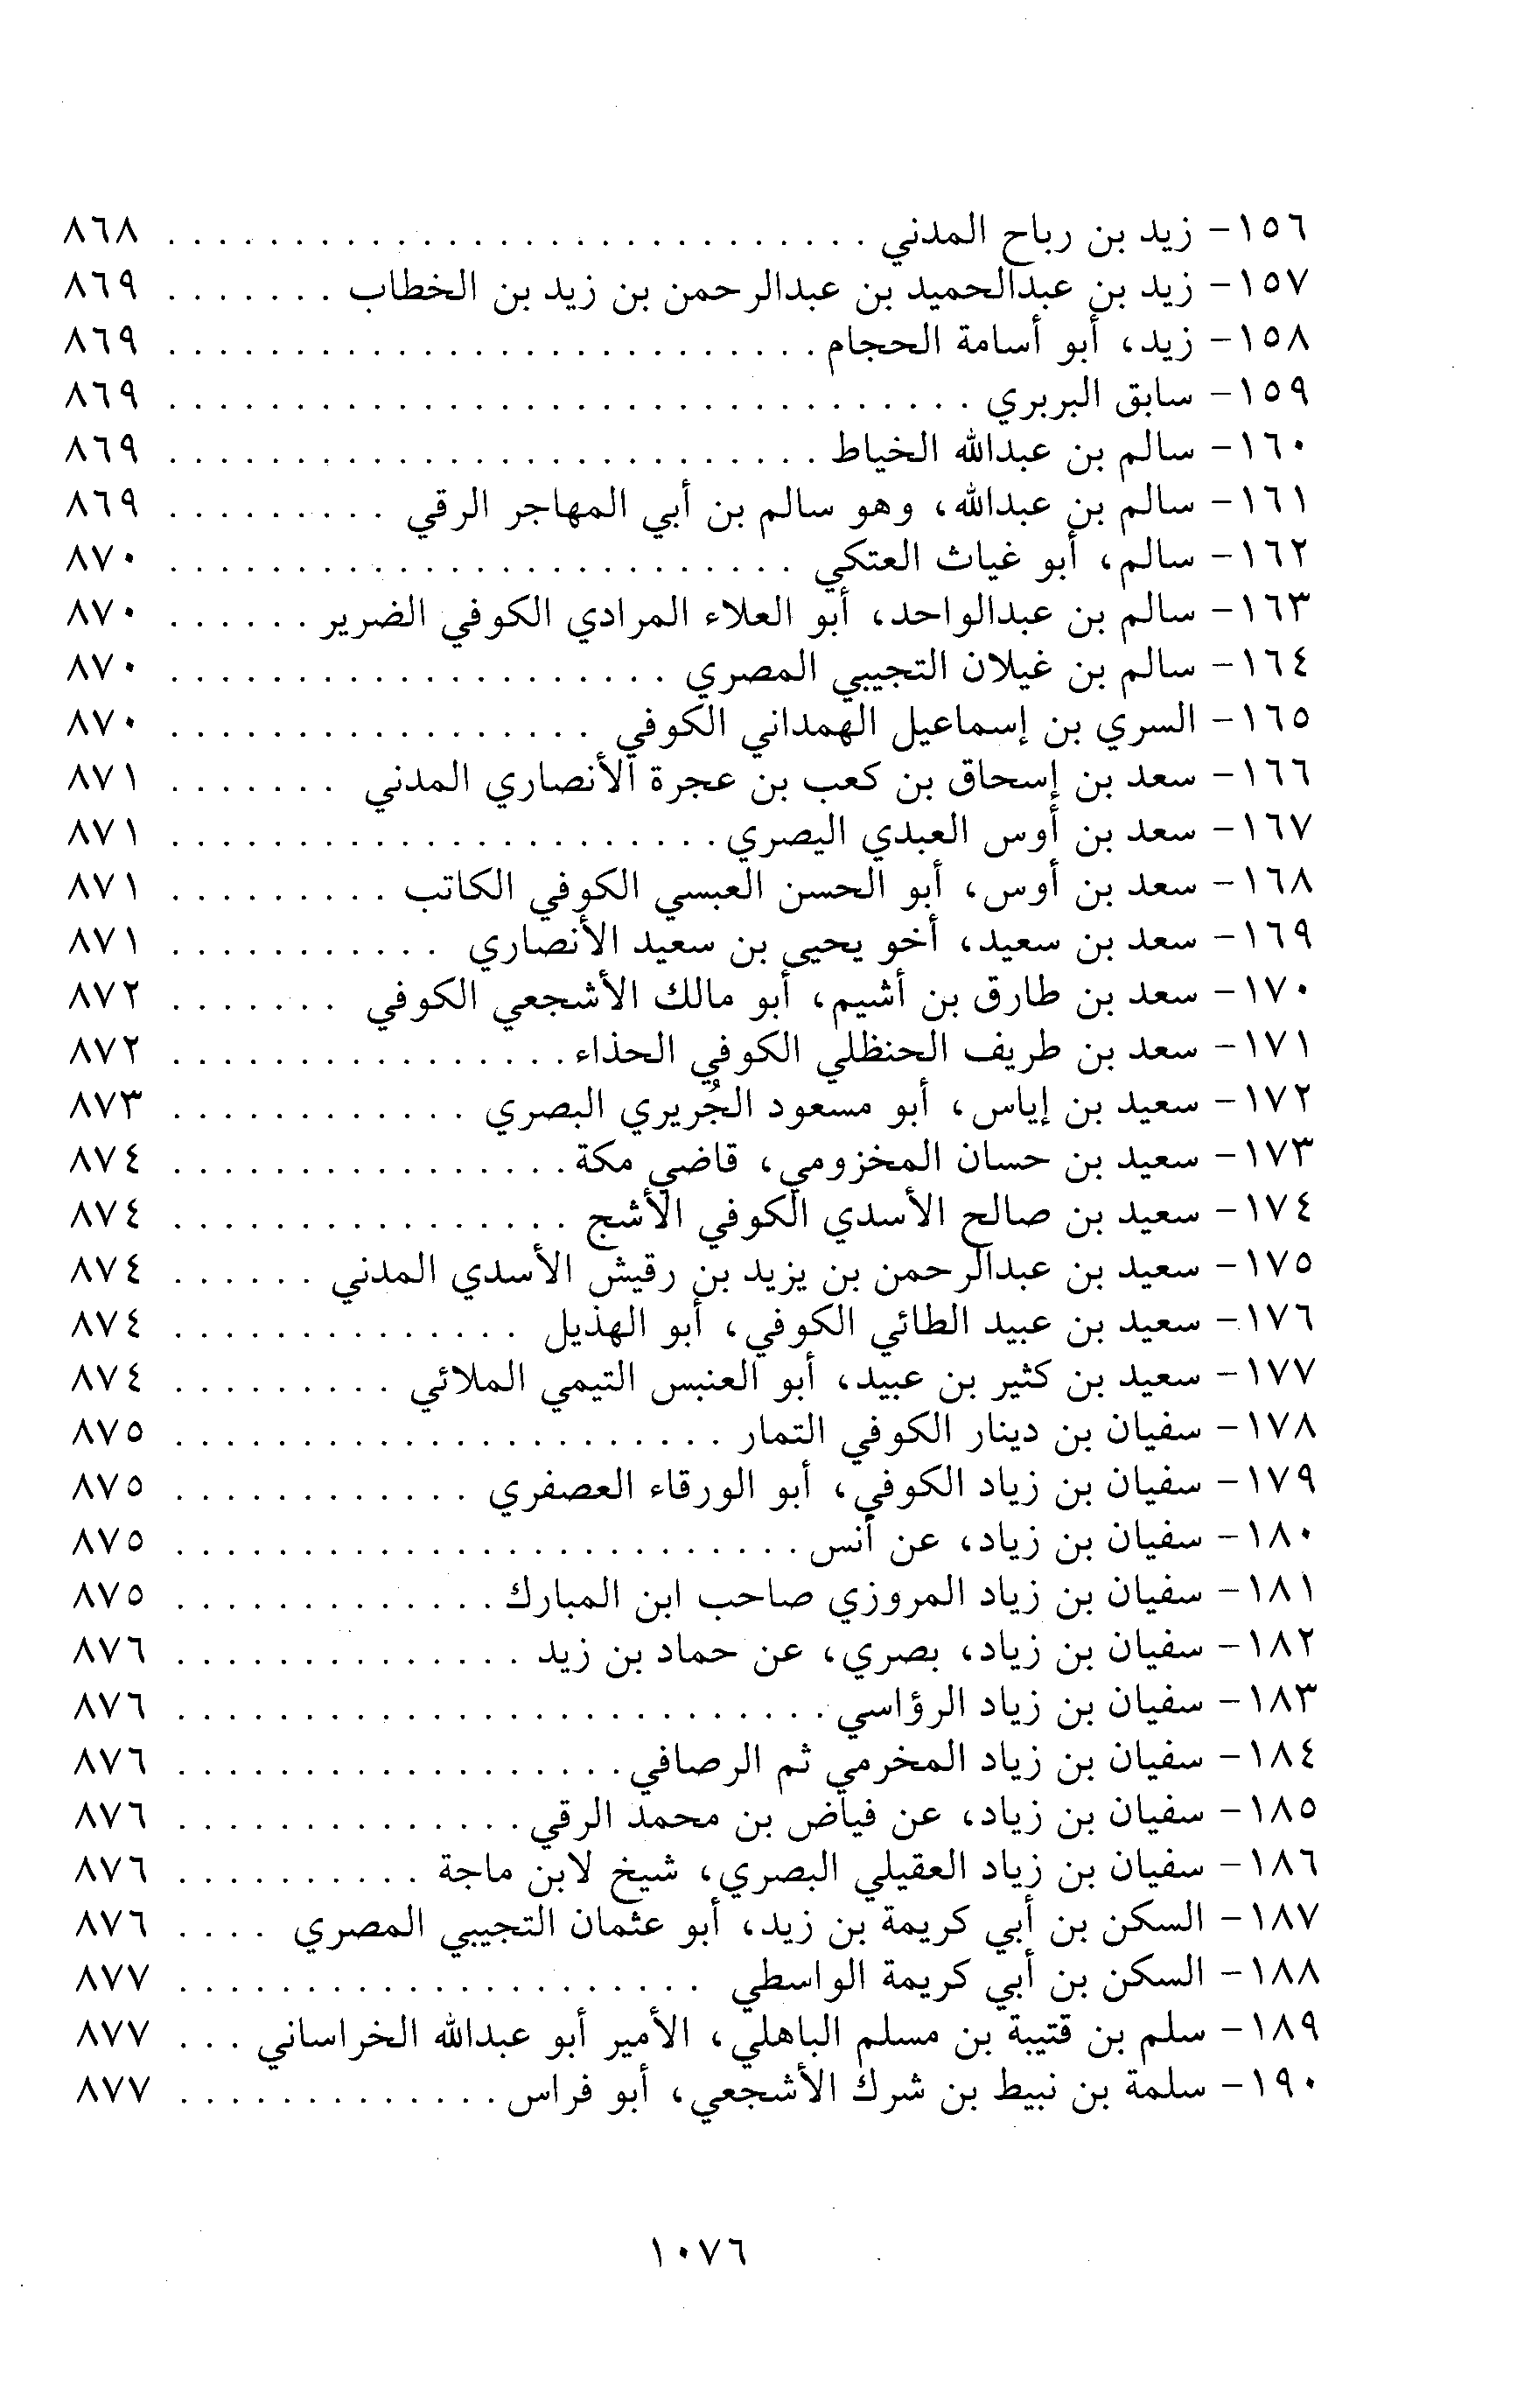 ١٥٦- زيد بن رباح المدني . . . . . . . . . . . . . . . . . . . . . . . . . . . . ٨٦٨
١٥٧- زيد بن عبدالحميد بن عبدالرحمن بن زيد بن الخطاب . . . . . . . ٨٦٩
١٥٨- زيد، أبو أسامة الحجام . . . . . . . . . . . . . . . . . . . . . . . . . . ٨٦٩
١٥٩- سابق البربري . . . . . . . . . . . . . . . . . . . . . . . . . . . . . . . . ٨٦٩
١٦٠- سالم بن عبدالله الخياط . . . . . . . . . . . . . . . . . . . . . . . . . . ٨٦٩
١٦١- سالم بن عبدالله، وهو سالم بن أبي المهاجر الرقي . . . . . . . . . ٨٦٩
١٦٢- سالم، أبو غياث العتكي . . . . . . . . . . . . . . . . . . . . . . . . . ٨٧٠
١٦٣- سالم بن عبدالواحد، أبو العلاء المرادي الكوفي الضرير . . . . . . ٨٧٠
١٦٤- سالم بن غيلان التجيبي المصري . . . . . . . . . . . . . . . . . . . . ٨٧٠
١٦٥- السري بن إسماعيل الهمداني الكوفي . . . . . . . . . . . . . . . . . ٨٧٠
١٦٦- سعد بن إسحاق بن كعب بن عجرة الأنصاري المدني . . . . . . . ٨٧١
١٦٧- سعد بن أوس العبدي اليصري . . . . . . . . . . . . . . . . . . . . . . ٨٧١
١٦٨- سعد بن أوس، أبو الحسن العبسي الكوفي الكاتب . . . . . . . . . ٨٧١
١٦٩- سعد بن سعيد، أخو يحيى بن سعيد الأنصاري . . . . . . . . . . . ٨٧١
١٧٠- سعد بن طارق بن أشيم، أبو مالك الأشجعي الكوفي . . . . . . . ٨٧٢
١٧١- سعد بن طريف الحنظلي الكوفي الحذاء . . . . . . . . . . . . . . . . ٨٧٢
١٧٢- سعيد بن إياس، أبو مسعود الجُريري البصري . . . . . . . . . . . . ٨٧٣
١٧٣- سعيد بن حسان المخزومي، قاضي مكة . . . . . . . . . . . . . . . . ٨٧٤
١٧٤- سعيد بن صالح الأسدي الكوفي الأشج . . . . . . . . . . . . . . . . ٨٧٤
١٧٥- سعيد بن عبدالرحمن بن يزيد بن رقيش الأسدي المدني . . . . . . ٨٧٤
١٧٦- سعيد بن عبيد الطائي الكوفي، أبو الهذيل . . . . . . . . . . . . . . ٨٧٤
١٧٧- سعيد بن كثير بن عبيد، أبو العنبس التيمي الملائي . . . . . . . . . ٨٧٤
١٧٨- سفيان بن دينار الكوفي التمار . . . . . . . . . . . . . . . . . . . . . . ٨٧٥
١٧٩- سفيان بن زياد الكوفي، أبو الورقاء العصفري . . . . . . . . . . . . ٨٧٥
١٨٠- سفيان بن زياد، عن أنس . . . . . . . . . . . . . . . . . . . . . . . . . ٨٧٥
١٨١- سفيان بن زياد المروزي صاحب ابن المبارك . . . . . . . . . . . . . ٨٧٥
١٨٢- سفيان بن زياد، بصري، عن حماد بن زيد . . . . . . . . . . . . . . ٨٧٦
١٨٣- سفيان بن زياد الرؤاسي . . . . . . . . . . . . . . . . . . . . . . . . . . ٨٧٦
١٨٤- سفيان بن زياد المخرمي ثم الرصافي . . . . . . . . . . . . . . . . . . ٨٧٦
١٨٥- سفيان بن زياد، عن فياض بن محمد الرقي . . . . . . . . . . . . . . ٨٧٦
١٨٦- سفيان بن زياد العقيلي البصري، شيخ لابن ماجة . . . . . . . . . . ٨٧٦
١٨٧- السكن بن أبي كريمة بن زيد، أبو عثمان التجيبي المصري . . . . ٨٧٦
١٨٨- السكن بن أبي كريمة الواسطي . . . . . . . . . . . . . . . . . . . . . ٨٧٧
١٨٩- سلم بن قتيبة بن مسلم الباهلي، الأمير أبو عبدالله الخراساني . . . ٨٧٧
١٩٠- سلمة بن نبيط بن شرك الأشجعي، أبو فراس . . . . . . . . . . . . . ٨٧٧
١٠٧٦